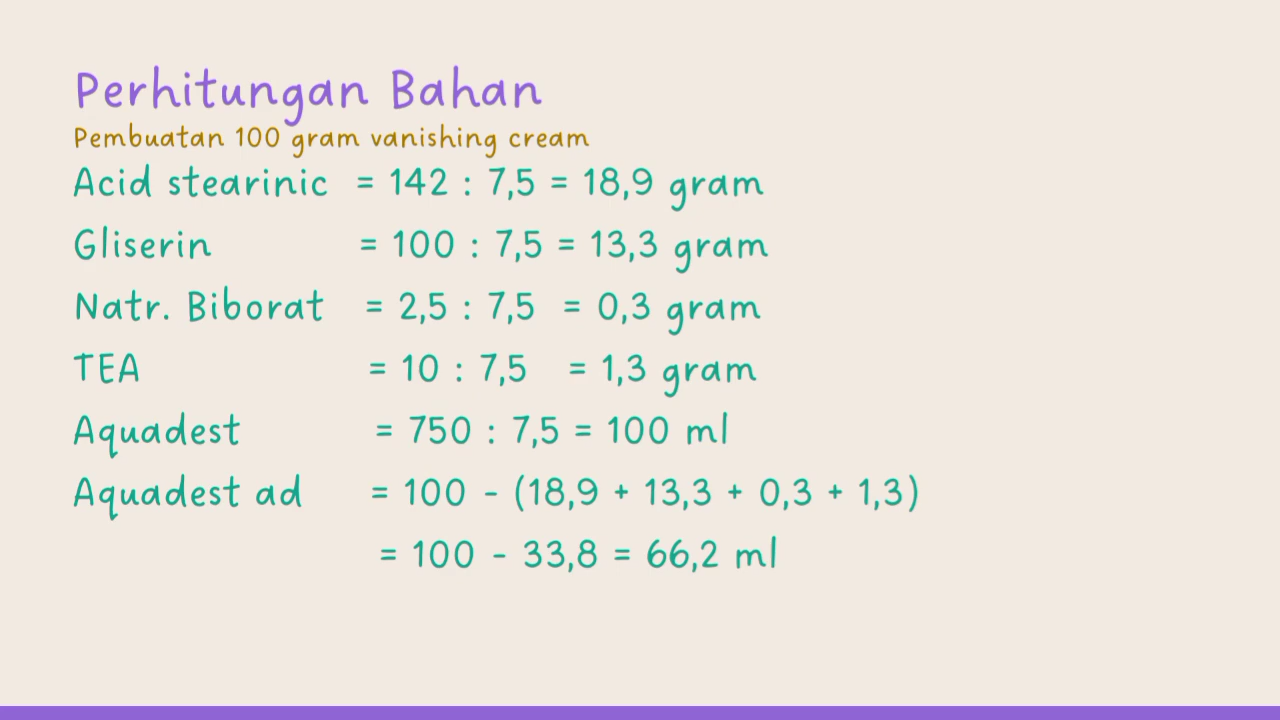 Perhitungan Bahan
Pembuatan 100 gram vanishing cream
Acid stearinic = 142 : 7,5 = 18,9 gram
Gliserin = 100 : 7,5 = 13,3 gram
Natr. Biborat = 2,5 : 7,5 = 0,3 gram
TEA = 10 : 7,5 = 1,3 gram
Aquadest = 750 : 7,5 = 100 ml
Aquadest ad = 100 - (18,9 + 13,3 + 0,3 + 1,3)
= 100 - 33,8 = 66,2 ml